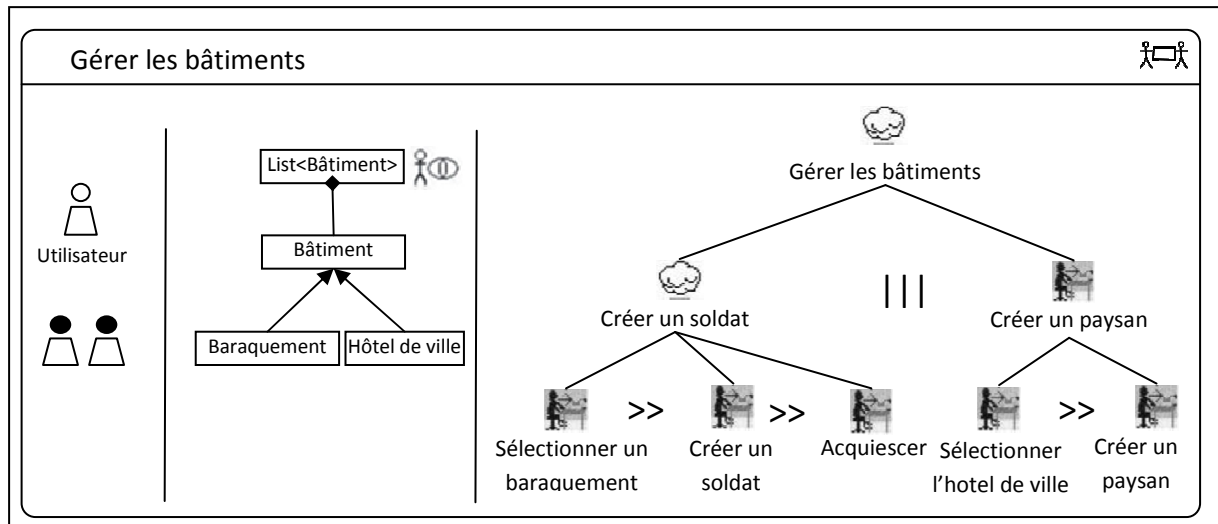 Gérer les bâtiments
Utilisateur
List<Bâtiment>
Bâtiment
Baraquement
Hôtel de ville
Gérer les bâtiments
Créer un soldat
|||
Créer un paysan
Sélectionner un
baraquement
>>
Créer un
soldat
>>
Acquiescer
Sélectionner
l’hotel de ville
>>
Créer un
paysan